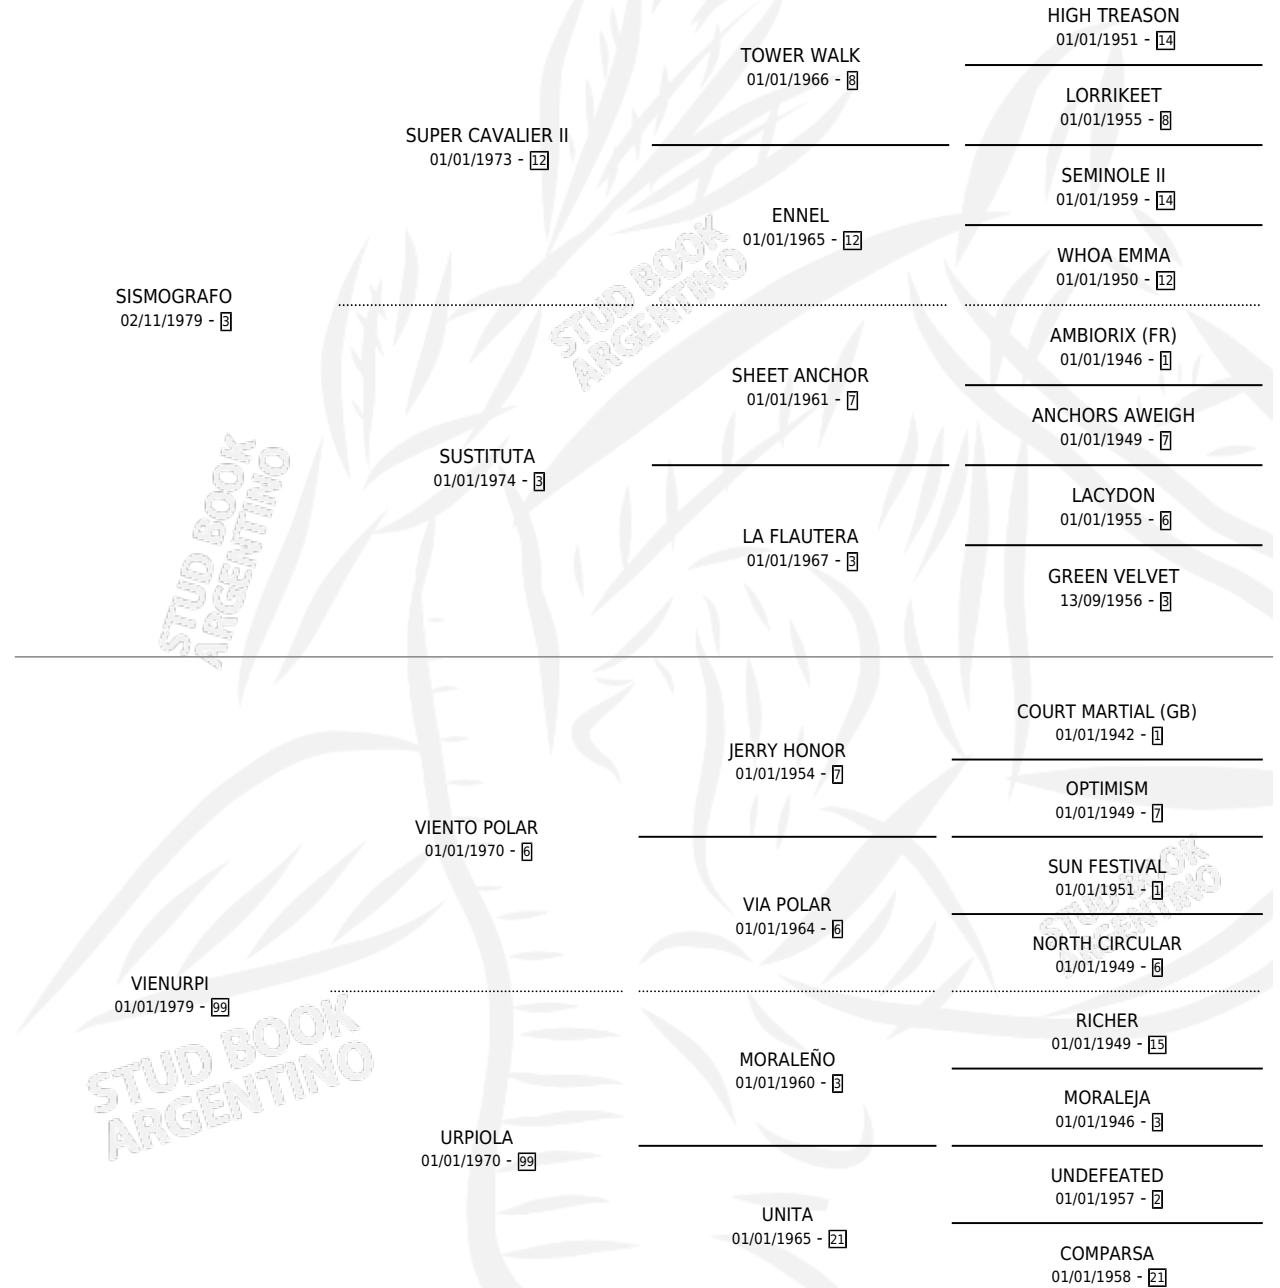 HIGH TREASON
01/01/1951 - 14
TOWER WALK
01/01/1966 - 8
LORRIKEET
01/01/1955 - 8
SUPER CAVALIER II
01/01/1973 - 12
SEMINOLE II
01/01/1959 - 14
ENNEL
01/01/1965 - 12
WHOA EMMA
01/01/1950 - 12
STUD BOOK
ARGENTINO
SISMOGRAFO
02/11/1979 - 3
AMBIORIX (FR)
01/01/1946 - 1
SHEET ANCHOR
01/01/1961 - 7
ANCHORS AWEIGH
01/01/1949 - 7
SUSTITUTA
01/01/1974 - 3
LACYDON
01/01/1955 - 6
LA FLAUTERA
01/01/1967 - 3
GREEN VELVET
13/09/1956 - 3
STUD BOOK
ARGENTINO
COURT MARTIAL (GB)
01/01/1942 - 1
JERRY HONOR
01/01/1954 - 7
OPTIMISM
01/01/1949 - 7
VIENTO POLAR
01/01/1970 - 6
SUN FESTIVAL
01/01/1951 - 1
VIA POLAR
01/01/1964 - 6
NORTH CIRCULAR
01/01/1949 - 6
STUD BOOK
ARGENTINO
VIENURPI
01/01/1979 - 99
RICHER
01/01/1949 - 15
MORALEÑO
01/01/1960 - 3
MORALEJA
01/01/1946 - 3
STUD BOOK
ARGENTINO
URPIOLA
01/01/1970 - 99
UNDEFEATED
01/01/1957 - 2
UNITA
01/01/1965 - 21
COMPARSA
01/01/1958 - 21